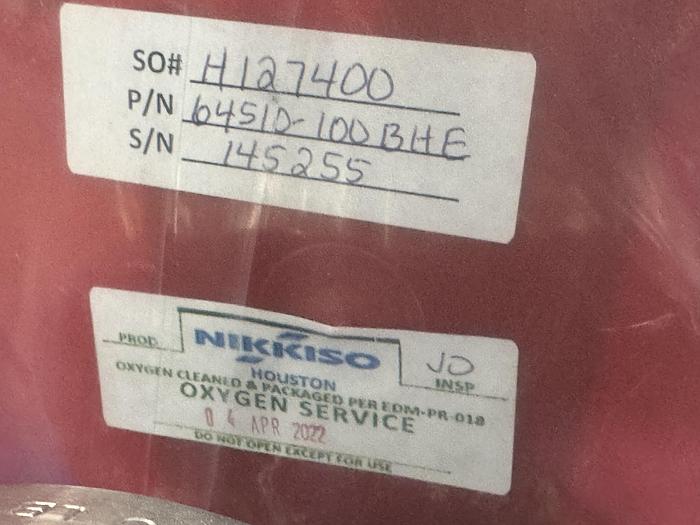 SO# H127400
P/N 64510-100BHE
S/N 145255
PROD. NIKKISO JO
HOUSTON INSP
OXYGEN CLEANED & PACKAGED PER EDM-PR-018
OXYGEN SERVICE
04 APR 2022
DO NOT OPEN EXCEPT FOR USE